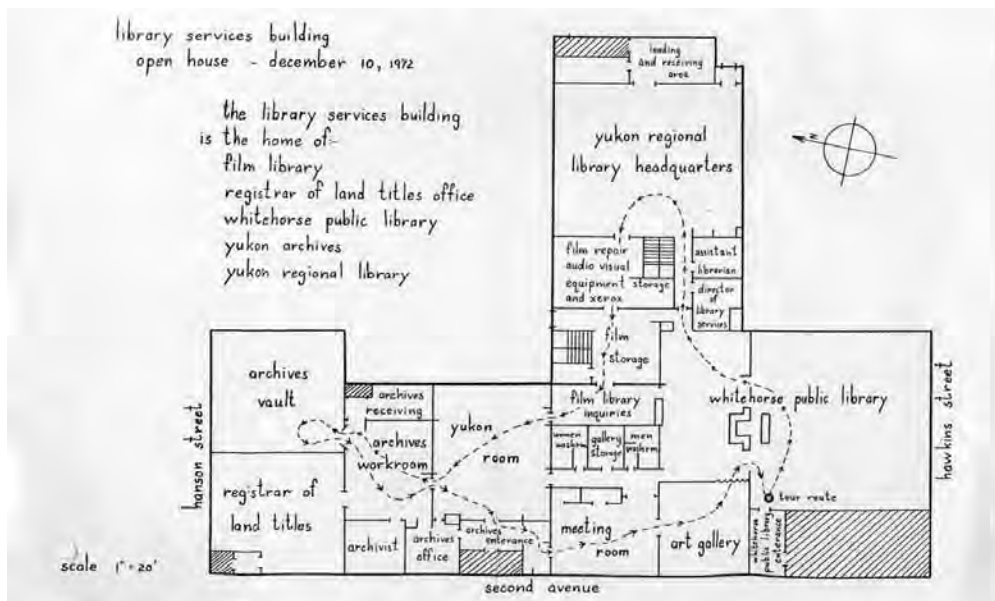 library services building
open house - december 10, 1972
the library services building
is the home of:-
film library
registrar of land titles office
whitehorse public library
yukon archives
yukon regional library
loading
and receiving
area
yukon regional
library headquarters
N
film repair
audio visual
equipment
and xerox
storage
assistant
librarian
director
of
library
services
film
storage
film library
inquiries
archives
vault
archives
receiving
archives
workroom
yukon
room
women
washrm
gallery
storage
men
washrm
whitehorse public library
hanson street
hawkins street
registrar of
land titles
archivist
archives
office
archives
entrance
meeting
room
art gallery
tour route
whitehorse
public library
entrance
scale 1" = 20'
second avenue